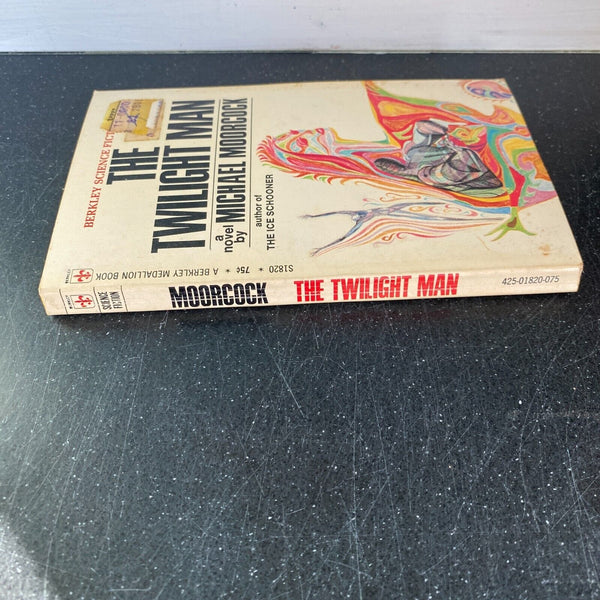 BERKLEY SCIENCE FICT
THE
TWILIGHT MAN
a
novel
by
MICHAEL MOORCOCK
author of
THE ICE SCHOONER
S1820 * 75¢ * A BERKLEY MEDALLION BOOK
SCIENCE
FICTION
MOORCOCK
THE TWILIGHT MAN
425-01820-075